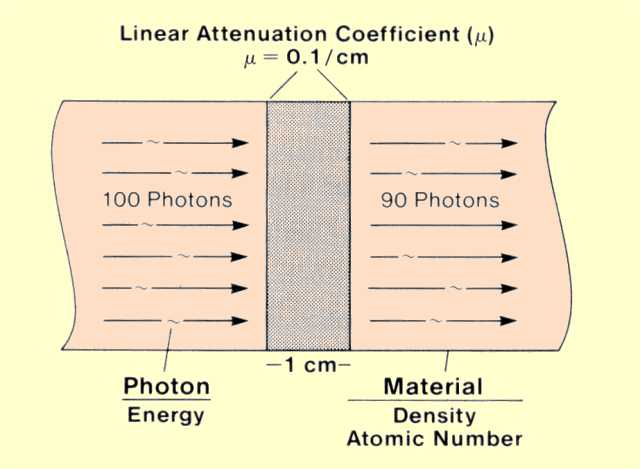 Linear Attenuation Coefficient (μ)
μ = 0.1/cm
100 Photons
90 Photons
–1 cm–
Photon
Energy
Material
Density
Atomic Number